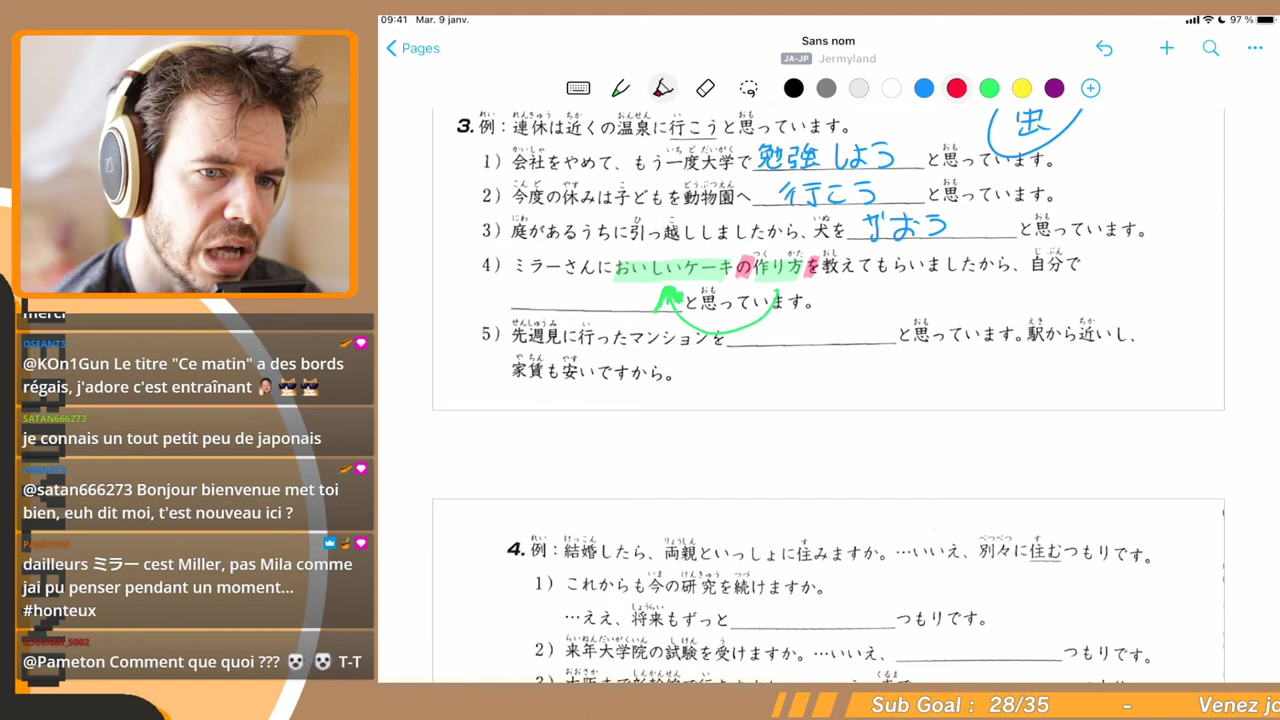 09:41 Mar. 9 janv.
97 %
Pages
Sans nom
JA-JP Jermyland
3. 例：連休は近くの温泉に行こうと思っています。
1）会社をやめて、もう一度大学で勉強しようと思っています。
2）今度の休みは子どもを動物園へ行こうと思っています。
3）庭があるうちに引っ越ししましたから、犬をがおうと思っています。
4）ミラーさんにおいしいケーキの作り方を教えてもらいましたから、自分で
と思っています。
5）先週見に行ったマンションを と思っています。駅から近いし、
家賃も安いですから。
4. 例：結婚したら、両親といっしょに住みますか。…いいえ、別々に住むつもりです。
1）これからも今の研究を続けますか。
…ええ、将来もずっと つもりです。
2）来年大学院の試験を受けますか。…いいえ、 つもりです。
merci
OSEANT3
@KOn1Gun Le titre "Ce matin" a des bords
régais, j'adore c'est entraînant
SATAN666273
je connais un tout petit peu de japonais
OSEANT3
@satan666273 Bonjour bienvenue met toi
bien, euh dit moi, t'est nouveau ici ?
dailleurs ミラー cest Miller, pas Mila comme
jai pu penser pendant un moment...
#honteux
@Pameton Comment que quoi ??? T-T
Sub Goal : 28/35 - Venez jo